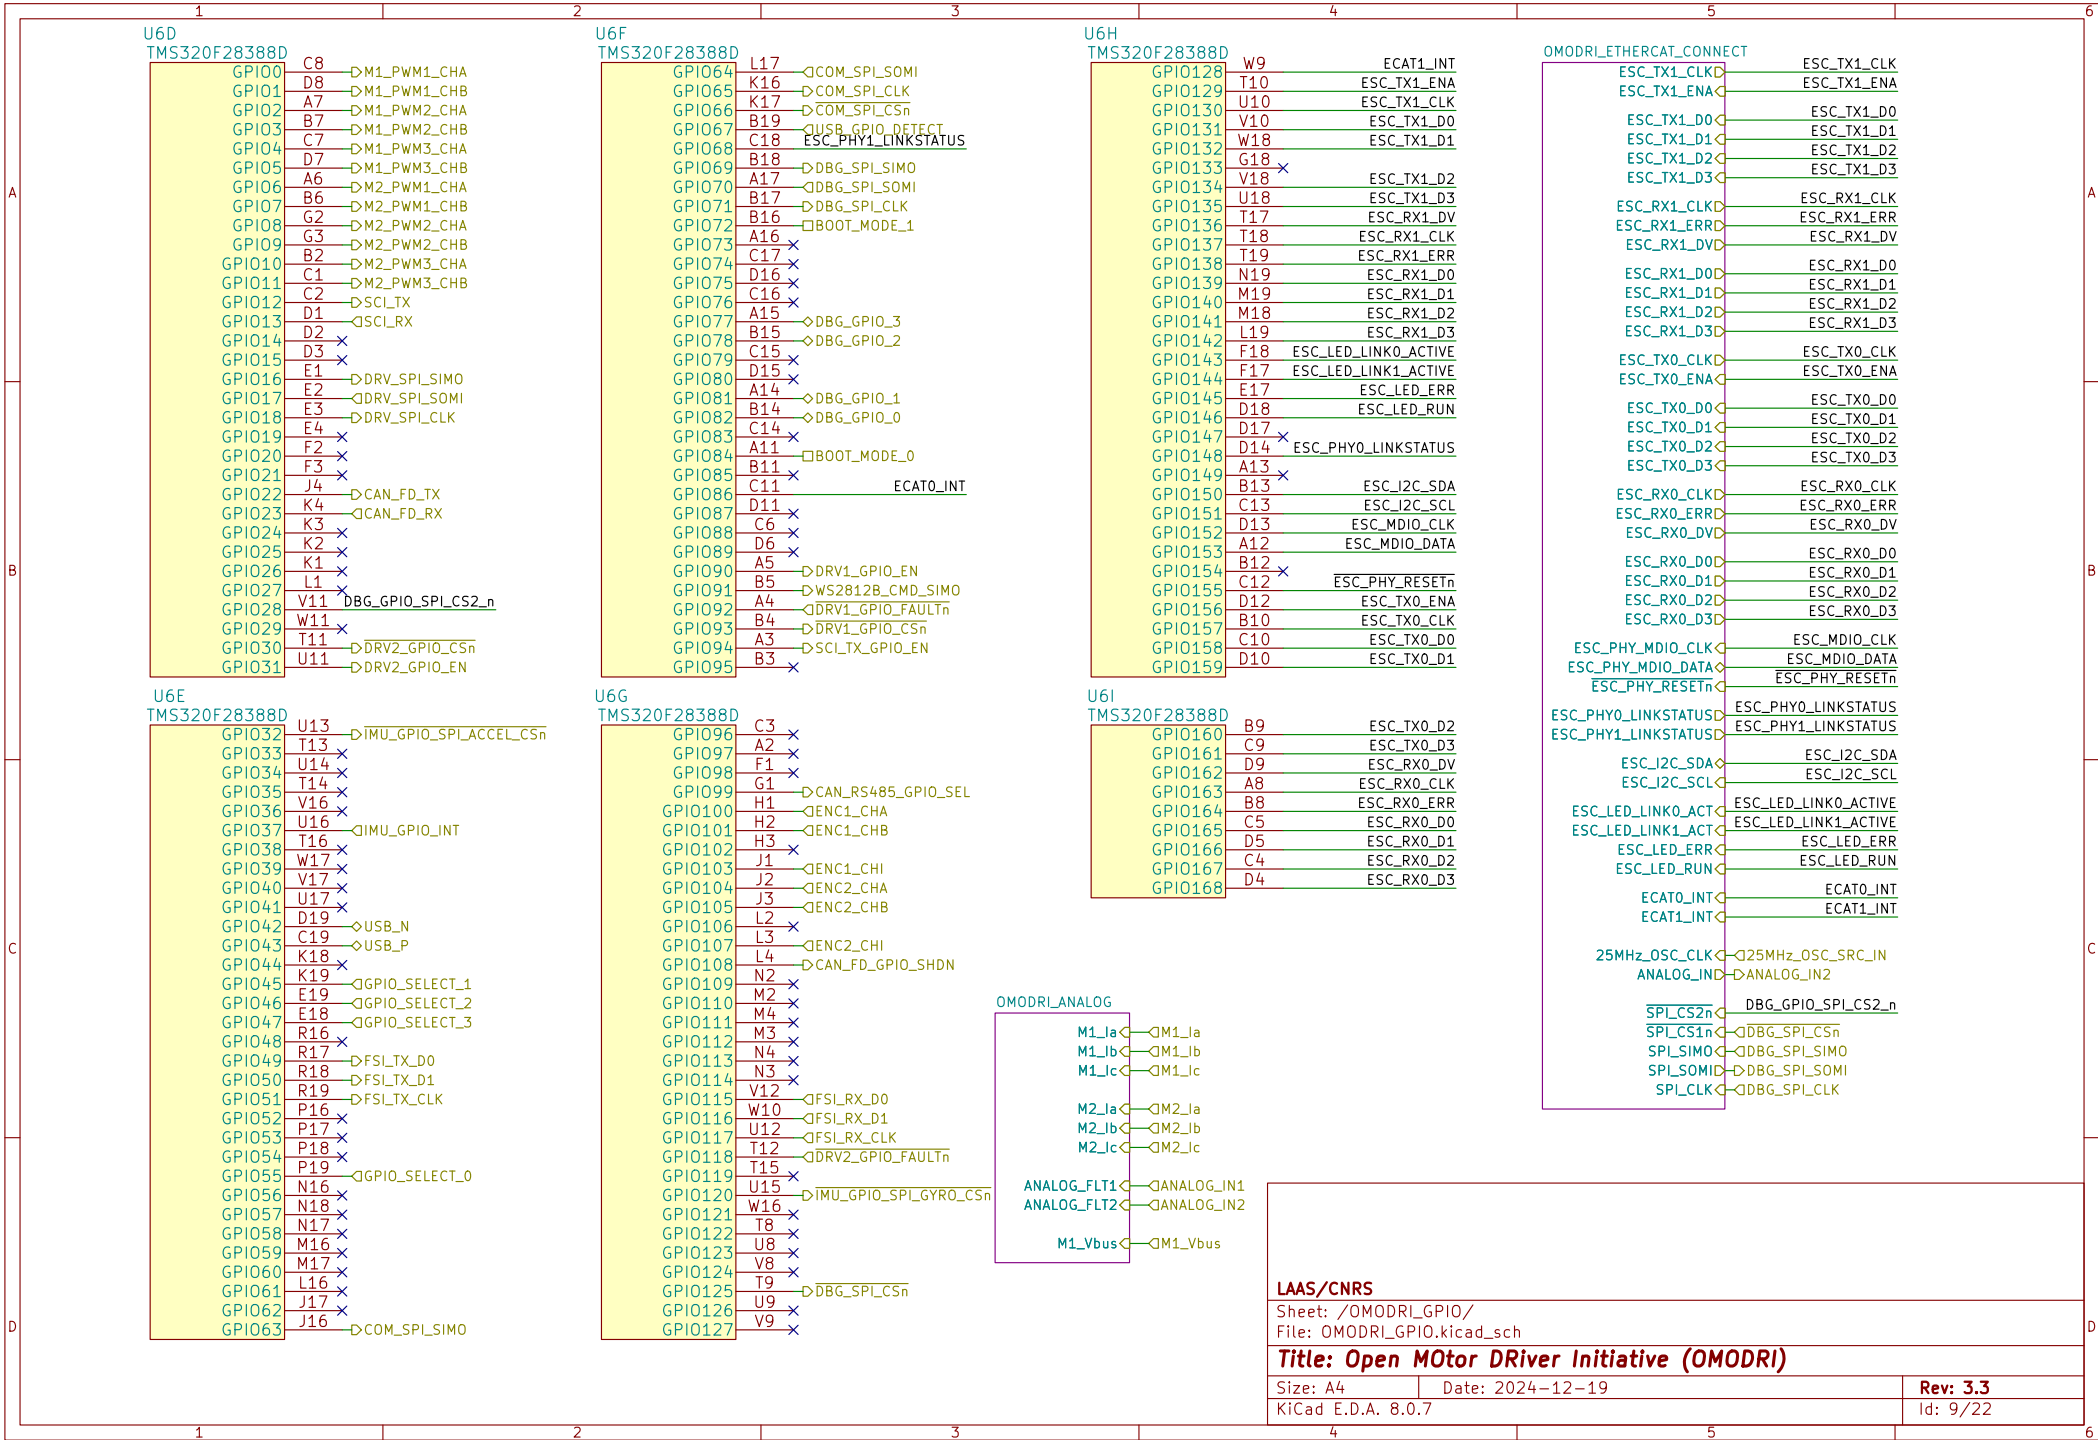 1 2 3 4 5 6
U6D
TMS320F28388D
GPIO0 C8 M1_PWM1_CHA
GPIO1 D8 M1_PWM1_CHB
GPIO2 A7 M1_PWM2_CHA
GPIO3 B7 M1_PWM2_CHB
GPIO4 C7 M1_PWM3_CHA
GPIO5 D7 M1_PWM3_CHB
GPIO6 A6 M2_PWM1_CHA
GPIO7 B6 M2_PWM1_CHB
GPIO8 G2 M2_PWM2_CHA
GPIO9 G3 M2_PWM2_CHB
GPIO10 B2 M2_PWM3_CHA
GPIO11 C1 M2_PWM3_CHB
GPIO12 C2 SCI_TX
GPIO13 D1 SCI_RX
GPIO14 D2
GPIO15 D3
GPIO16 E1 DRV_SPI_SIMO
GPIO17 E2 DRV_SPI_SOMI
GPIO18 E3 DRV_SPI_CLK
GPIO19 E4
GPIO20 F2
GPIO21 F3
GPIO22 J4 CAN_FD_TX
GPIO23 K4 CAN_FD_RX
GPIO24 K3
GPIO25 K2
GPIO26 K1
GPIO27 L1
GPIO28 V11 DBG_GPIO_SPI_CS2_n
GPIO29 W11
GPIO30 T11 DRV2_GPIO_CSn
GPIO31 U11 DRV2_GPIO_EN
U6E
TMS320F28388D
GPIO32 U13 IMU_GPIO_SPI_ACCEL_CSn
GPIO33 T13
GPIO34 U14
GPIO35 T14
GPIO36 V16
GPIO37 U16 IMU_GPIO_INT
GPIO38 T16
GPIO39 W17
GPIO40 V17
GPIO41 U17
GPIO42 D19 USB_N
GPIO43 C19 USB_P
GPIO44 K18
GPIO45 K19 GPIO_SELECT_1
GPIO46 E19 GPIO_SELECT_2
GPIO47 E18 GPIO_SELECT_3
GPIO48 R16
GPIO49 R17 FSI_TX_D0
GPIO50 R18 FSI_TX_D1
GPIO51 R19 FSI_TX_CLK
GPIO52 P16
GPIO53 P17
GPIO54 P18
GPIO55 P19 GPIO_SELECT_0
GPIO56 N16
GPIO57 N18
GPIO58 N17
GPIO59 M16
GPIO60 M17
GPIO61 L16
GPIO62 J17
GPIO63 J16 COM_SPI_SIMO
U6F
TMS320F28388D
GPIO64 L17 COM_SPI_SOMI
GPIO65 K16 COM_SPI_CLK
GPIO66 K17 COM_SPI_CSn
GPIO67 B19 USB_GPIO_DETECT
GPIO68 C18 ESC_PHY1_LINKSTATUS
GPIO69 B18 DBG_SPI_SIMO
GPIO70 A17 DBG_SPI_SOMI
GPIO71 B17 DBG_SPI_CLK
GPIO72 B16 BOOT_MODE_1
GPIO73 A16
GPIO74 C17
GPIO75 D16
GPIO76 C16
GPIO77 A15 DBG_GPIO_3
GPIO78 B15 DBG_GPIO_2
GPIO79 C15
GPIO80 D15
GPIO81 A14 DBG_GPIO_1
GPIO82 B14 DBG_GPIO_0
GPIO83 C14
GPIO84 A11 BOOT_MODE_0
GPIO85 B11
GPIO86 C11 ECAT0_INT
GPIO87 D11
GPIO88 C6
GPIO89 D6
GPIO90 A5 DRV1_GPIO_EN
GPIO91 B5 WS2812B_CMD_SIMO
GPIO92 A4 DRV1_GPIO_FAULTn
GPIO93 B4 DRV1_GPIO_CSn
GPIO94 A3 SCI_TX_GPIO_EN
GPIO95 B3
U6G
TMS320F28388D
GPIO96 C3
GPIO97 A2
GPIO98 F1
GPIO99 G1 CAN_RS485_GPIO_SEL
GPIO100 H1 ENC1_CHA
GPIO101 H2 ENC1_CHB
GPIO102 H3
GPIO103 J1 ENC1_CHI
GPIO104 J2 ENC2_CHA
GPIO105 J3 ENC2_CHB
GPIO106 L2
GPIO107 L3 ENC2_CHI
GPIO108 L4 CAN_FD_GPIO_SHDN
GPIO109 N2
GPIO110 M2
GPIO111 M4
GPIO112 M3
GPIO113 N4
GPIO114 N3
GPIO115 V12 FSI_RX_D0
GPIO116 W10 FSI_RX_D1
GPIO117 U12 FSI_RX_CLK
GPIO118 T12 DRV2_GPIO_FAULTn
GPIO119 T15
GPIO120 U15 IMU_GPIO_SPI_GYRO_CSn
GPIO121 W16
GPIO122 T8
GPIO123 U8
GPIO124 V8
GPIO125 T9 DBG_SPI_CSn
GPIO126 U9
GPIO127 V9
U6H
TMS320F28388D
GPIO128 W9 ECAT1_INT
GPIO129 T10 ESC_TX1_ENA
GPIO130 U10 ESC_TX1_CLK
GPIO131 V10 ESC_TX1_D0
GPIO132 W18 ESC_TX1_D1
GPIO133 G18
GPIO134 V18 ESC_TX1_D2
GPIO135 U18 ESC_TX1_D3
GPIO136 T17 ESC_RX1_DV
GPIO137 T18 ESC_RX1_CLK
GPIO138 T19 ESC_RX1_ERR
GPIO139 N19 ESC_RX1_D0
GPIO140 M19 ESC_RX1_D1
GPIO141 M18 ESC_RX1_D2
GPIO142 L19 ESC_RX1_D3
GPIO143 F18 ESC_LED_LINK0_ACTIVE
GPIO144 F17 ESC_LED_LINK1_ACTIVE
GPIO145 E17 ESC_LED_ERR
GPIO146 D18 ESC_LED_RUN
GPIO147 D17
GPIO148 D14 ESC_PHY0_LINKSTATUS
GPIO149 A13
GPIO150 B13 ESC_I2C_SDA
GPIO151 C13 ESC_I2C_SCL
GPIO152 D13 ESC_MDIO_CLK
GPIO153 A12 ESC_MDIO_DATA
GPIO154 B12
GPIO155 C12 ESC_PHY_RESETn
GPIO156 D12 ESC_TX0_ENA
GPIO157 B10 ESC_TX0_CLK
GPIO158 C10 ESC_TX0_D0
GPIO159 D10 ESC_TX0_D1
U6I
TMS320F28388D
GPIO160 B9 ESC_TX0_D2
GPIO161 C9 ESC_TX0_D3
GPIO162 D9 ESC_RX0_DV
GPIO163 A8 ESC_RX0_CLK
GPIO164 B8 ESC_RX0_ERR
GPIO165 C5 ESC_RX0_D0
GPIO166 D5 ESC_RX0_D1
GPIO167 C4 ESC_RX0_D2
GPIO168 D4 ESC_RX0_D3
OMODRI_ANALOG
M1_Ia M1_Ia
M1_Ib M1_Ib
M1_Ic M1_Ic
M2_Ia M2_Ia
M2_Ib M2_Ib
M2_Ic M2_Ic
ANALOG_FLT1 ANALOG_IN1
ANALOG_FLT2 ANALOG_IN2
M1_Vbus M1_Vbus
OMODRI_ETHERCAT_CONNECT
ESC_TX1_CLK ESC_TX1_CLK
ESC_TX1_ENA ESC_TX1_ENA
ESC_TX1_D0 ESC_TX1_D0
ESC_TX1_D1 ESC_TX1_D1
ESC_TX1_D2 ESC_TX1_D2
ESC_TX1_D3 ESC_TX1_D3
ESC_RX1_CLK ESC_RX1_CLK
ESC_RX1_ERR ESC_RX1_ERR
ESC_RX1_DV ESC_RX1_DV
ESC_RX1_D0 ESC_RX1_D0
ESC_RX1_D1 ESC_RX1_D1
ESC_RX1_D2 ESC_RX1_D2
ESC_RX1_D3 ESC_RX1_D3
ESC_TX0_CLK ESC_TX0_CLK
ESC_TX0_ENA ESC_TX0_ENA
ESC_TX0_D0 ESC_TX0_D0
ESC_TX0_D1 ESC_TX0_D1
ESC_TX0_D2 ESC_TX0_D2
ESC_TX0_D3 ESC_TX0_D3
ESC_RX0_CLK ESC_RX0_CLK
ESC_RX0_ERR ESC_RX0_ERR
ESC_RX0_DV ESC_RX0_DV
ESC_RX0_D0 ESC_RX0_D0
ESC_RX0_D1 ESC_RX0_D1
ESC_RX0_D2 ESC_RX0_D2
ESC_RX0_D3 ESC_RX0_D3
ESC_PHY_MDIO_CLK ESC_MDIO_CLK
ESC_PHY_MDIO_DATA ESC_MDIO_DATA
ESC_PHY_RESETn ESC_PHY_RESETn
ESC_PHY0_LINKSTATUS ESC_PHY0_LINKSTATUS
ESC_PHY1_LINKSTATUS ESC_PHY1_LINKSTATUS
ESC_I2C_SDA ESC_I2C_SDA
ESC_I2C_SCL ESC_I2C_SCL
ESC_LED_LINK0_ACT ESC_LED_LINK0_ACTIVE
ESC_LED_LINK1_ACT ESC_LED_LINK1_ACTIVE
ESC_LED_ERR ESC_LED_ERR
ESC_LED_RUN ESC_LED_RUN
ECAT0_INT ECAT0_INT
ECAT1_INT ECAT1_INT
25MHz_OSC_CLK 25MHz_OSC_SRC_IN
ANALOG_IN ANALOG_IN2
SPI_CS2n DBG_GPIO_SPI_CS2_n
SPI_CS1n DBG_SPI_CSn
SPI_SIMO DBG_SPI_SIMO
SPI_SOMI DBG_SPI_SOMI
SPI_CLK DBG_SPI_CLK
A A
B B
C C
D D
LAAS/CNRS
Sheet: /OMODRI_GPIO/
File: OMODRI_GPIO.kicad_sch
Title: Open MOtor DRiver Initiative (OMODRI)
Size: A4 Date: 2024-12-19 Rev: 3.3
KiCad E.D.A. 8.0.7 Id: 9/22
1 2 3 4 5 6